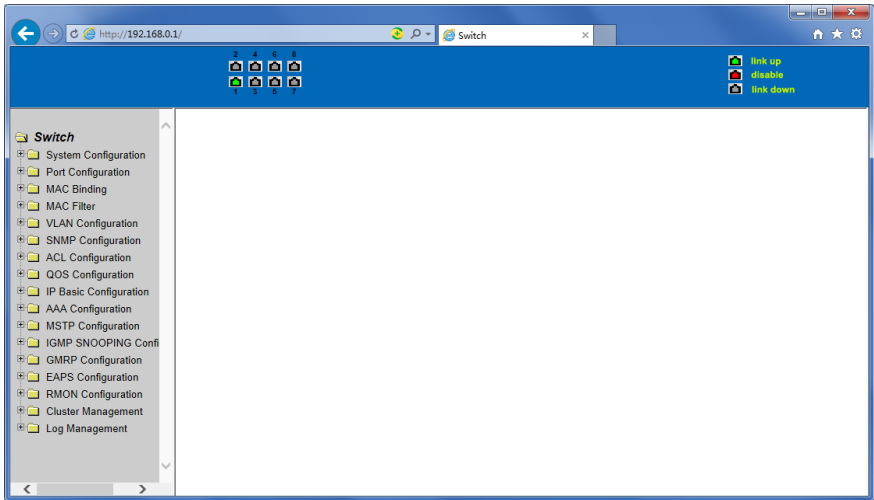 http://192.168.0.1/
Switch
2 4 6 8
1 3 5 7
link up
disable
link down
Switch
System Configuration
Port Configuration
MAC Binding
MAC Filter
VLAN Configuration
SNMP Configuration
ACL Configuration
QOS Configuration
IP Basic Configuration
AAA Configuration
MSTP Configuration
IGMP SNOOPING Confi
GMRP Configuration
EAPS Configuration
RMON Configuration
Cluster Management
Log Management